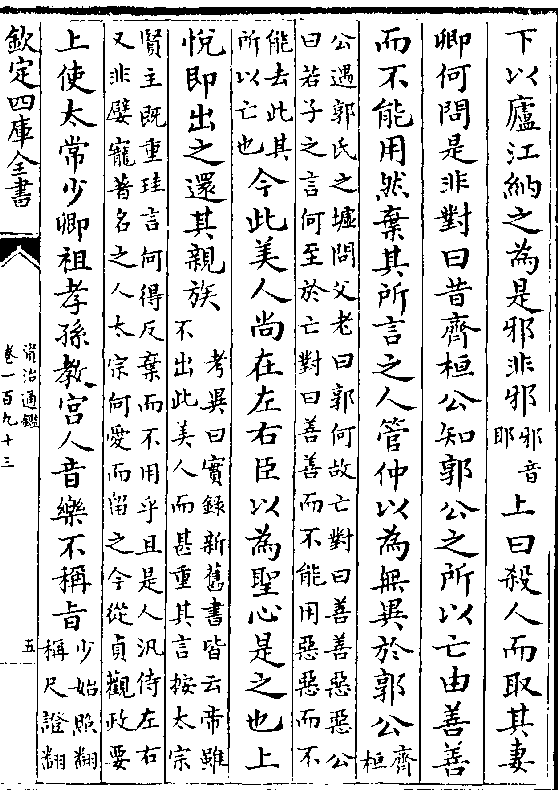 下以廬江納之為是邪非邪邪音耶上曰殺人而取其妻
卿何問是非對曰昔齊桓公知郭公之所以亡由善善
而不能用然棄其所言之人管仲以為無異於郭公齊桓
公遇郭氏之墟問父老曰郭何故亡對曰善善惡惡公
曰若子之言何至於亡對曰善善而不能用惡惡而不
能去此其
所以亡也今此美人尚在左右臣以為聖心是之也上
悅即出之還其親族考異曰實錄新舊書皆云帝雖
不出此美人而甚重其言按太宗
賢主既重珪言何得反棄而不用乎且是人汎侍左右
又非嬖寵著名之人太宗何愛而留之今從貞觀政要
上使太常少卿祖孝孫教宮人音樂不稱旨少始照翻
稱尺證翻
欽定四庫全書
資治通鑑
卷一百九十三
五